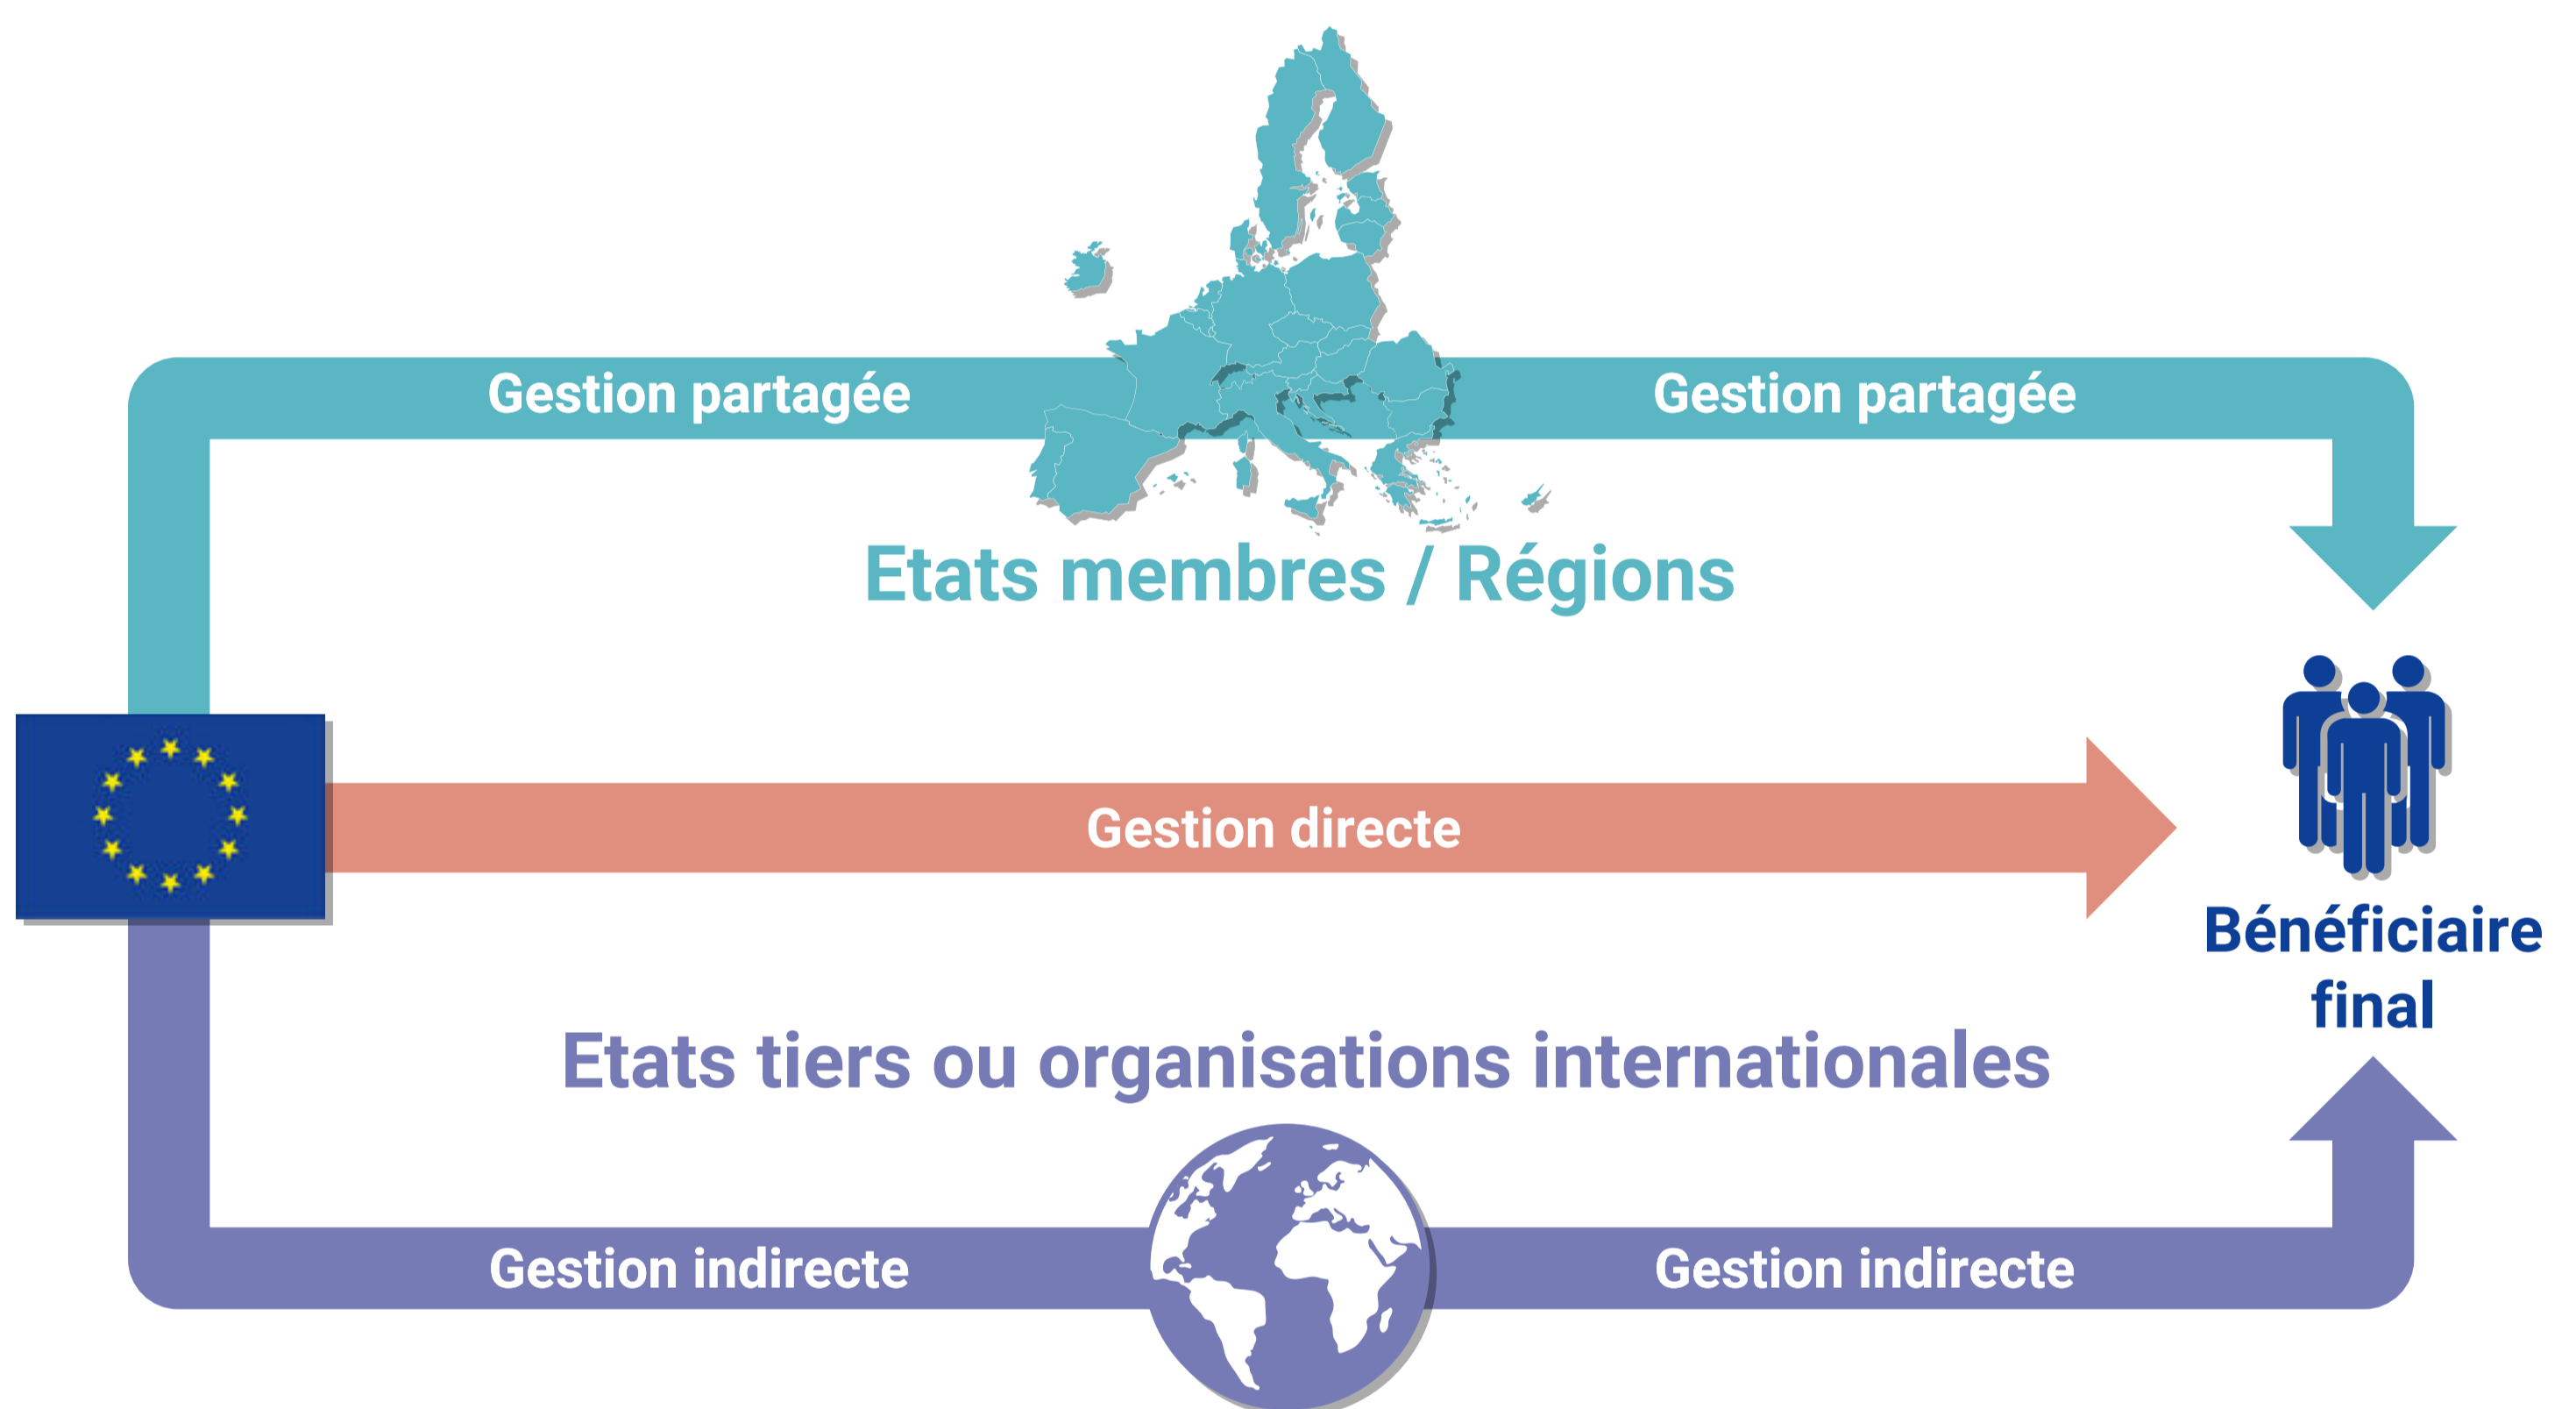 Gestion partagée
Gestion partagée
Etats membres / Régions
Gestion directe
Bénéficiaire
final
Etats tiers ou organisations internationales
Gestion indirecte
Gestion indirecte